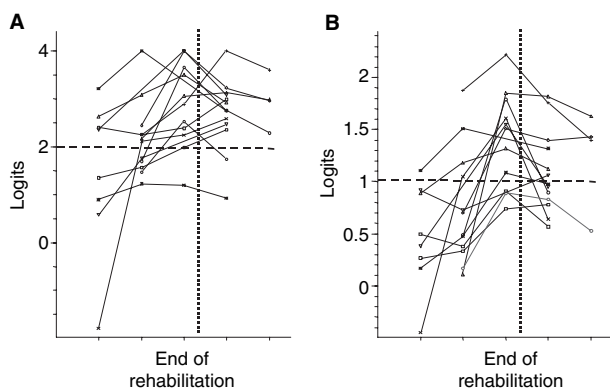 A
4
2
0
Logits
End of
rehabilitation
B
2
1.5
1
0.5
0
Logits
End of
rehabilitation